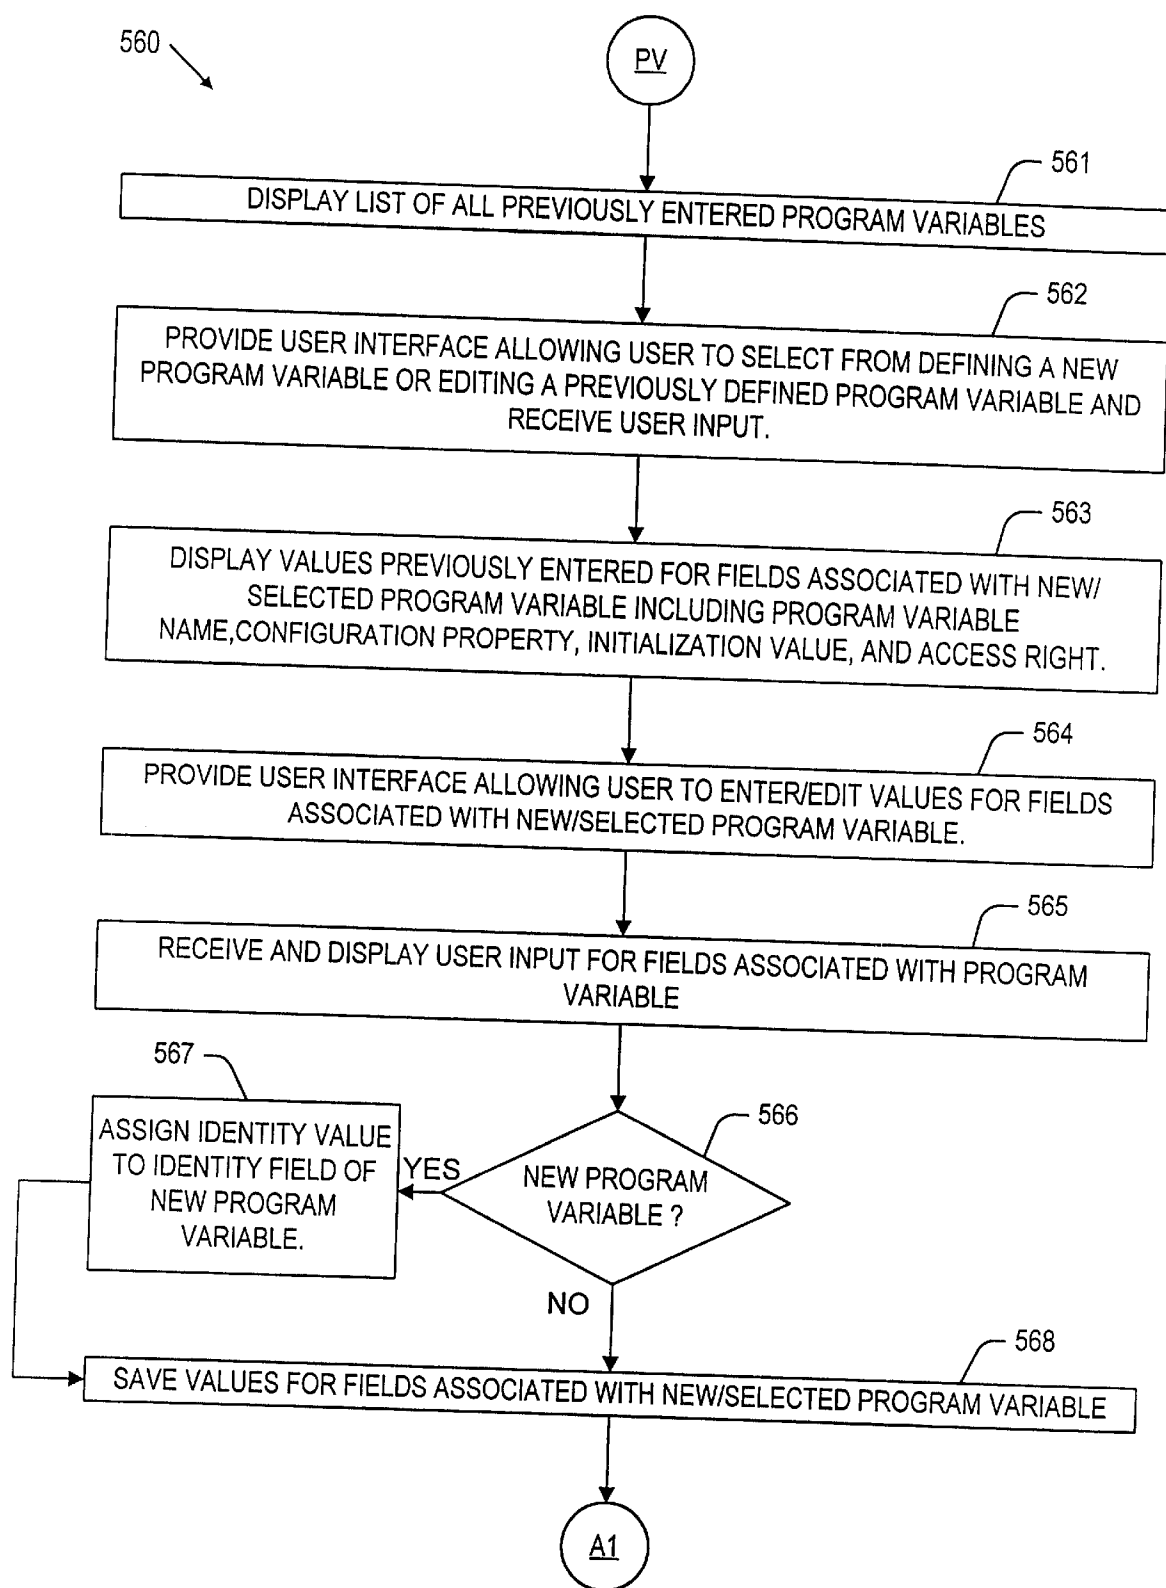 560
PV
561
DISPLAY LIST OF ALL PREVIOUSLY ENTERED PROGRAM VARIABLES
562
PROVIDE USER INTERFACE ALLOWING USER TO SELECT FROM DEFINING A NEW
PROGRAM VARIABLE OR EDITING A PREVIOUSLY DEFINED PROGRAM VARIABLE AND
RECEIVE USER INPUT.
563
DISPLAY VALUES PREVIOUSLY ENTERED FOR FIELDS ASSOCIATED WITH NEW/
SELECTED PROGRAM VARIABLE INCLUDING PROGRAM VARIABLE
NAME,CONFIGURATION PROPERTY, INITIALIZATION VALUE, AND ACCESS RIGHT.
564
PROVIDE USER INTERFACE ALLOWING USER TO ENTER/EDIT VALUES FOR FIELDS
ASSOCIATED WITH NEW/SELECTED PROGRAM VARIABLE.
565
RECEIVE AND DISPLAY USER INPUT FOR FIELDS ASSOCIATED WITH PROGRAM
VARIABLE
566
NEW PROGRAM
VARIABLE ?
YES
567
ASSIGN IDENTITY VALUE
TO IDENTITY FIELD OF
NEW PROGRAM
VARIABLE.
NO
568
SAVE VALUES FOR FIELDS ASSOCIATED WITH NEW/SELECTED PROGRAM VARIABLE
A1